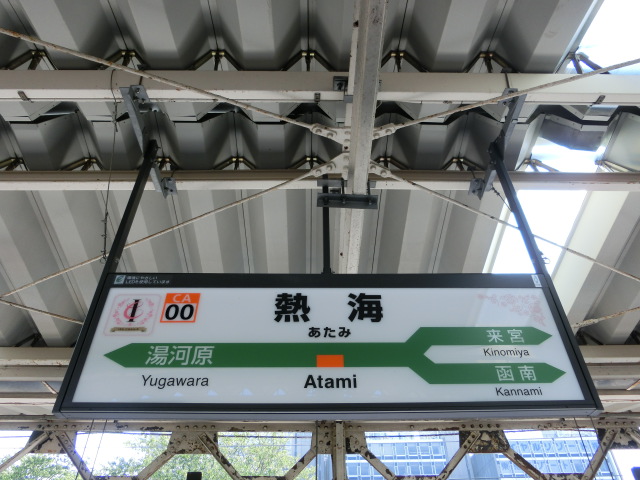 CA
00
熱海
あたみ
湯河原
Yugawara
Atami
来宮
Kinomiya
函南
Kannami